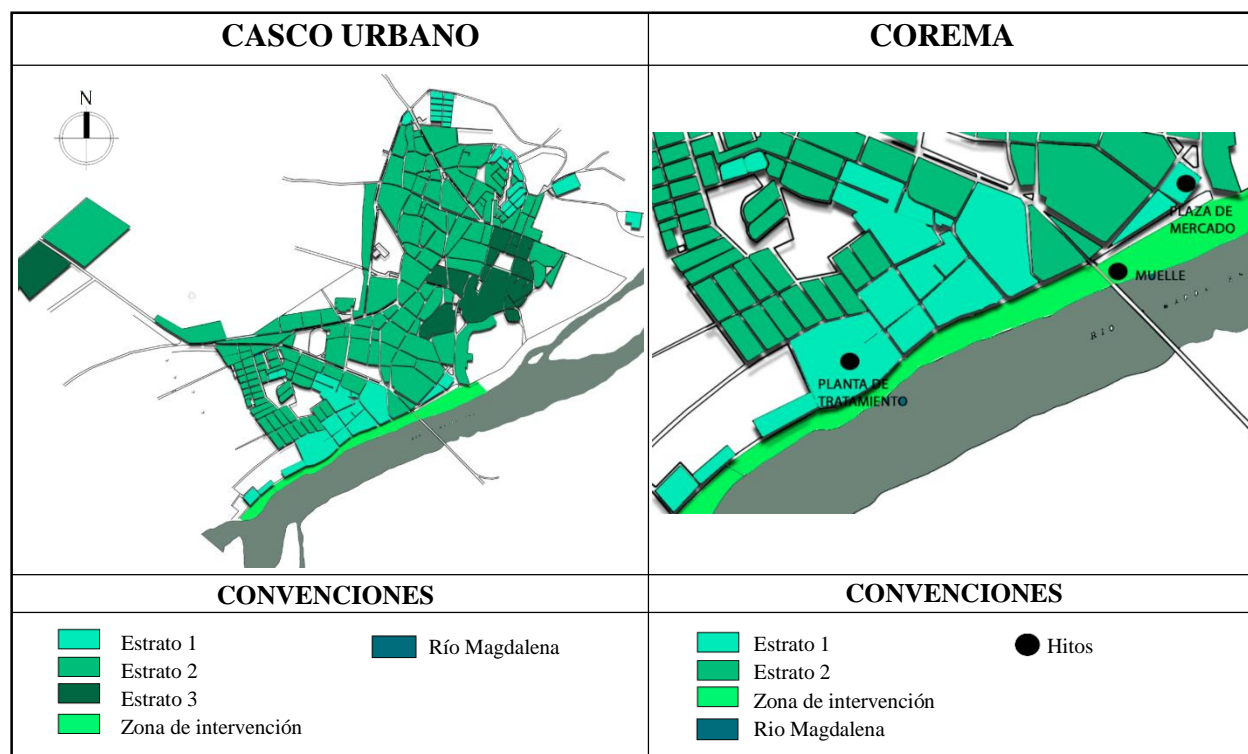 CASCO URBANO
COREMA
N
PLAZA DE
MERCADO
MUELLE
RIO
PLANTA DE
TRATAMIENTO
CONVENCIONES
Estrato 1
Estrato 2
Estrato 3
Zona de intervención
Río Magdalena
CONVENCIONES
Estrato 1
Estrato 2
Zona de intervención
Rio Magdalena
Hitos